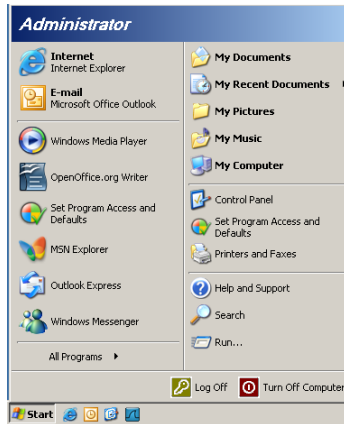 Administrator
Internet
Internet Explorer
E-mail
Microsoft Office Outlook
Windows Media Player
OpenOffice.org Writer
Set Program Access and
Defaults
MSN Explorer
Outlook Express
Windows Messenger
All Programs
My Documents
My Recent Documents
My Pictures
My Music
My Computer
Control Panel
Set Program Access and
Defaults
Printers and Faxes
Help and Support
Search
Run...
Log Off
Turn Off Computer
Start